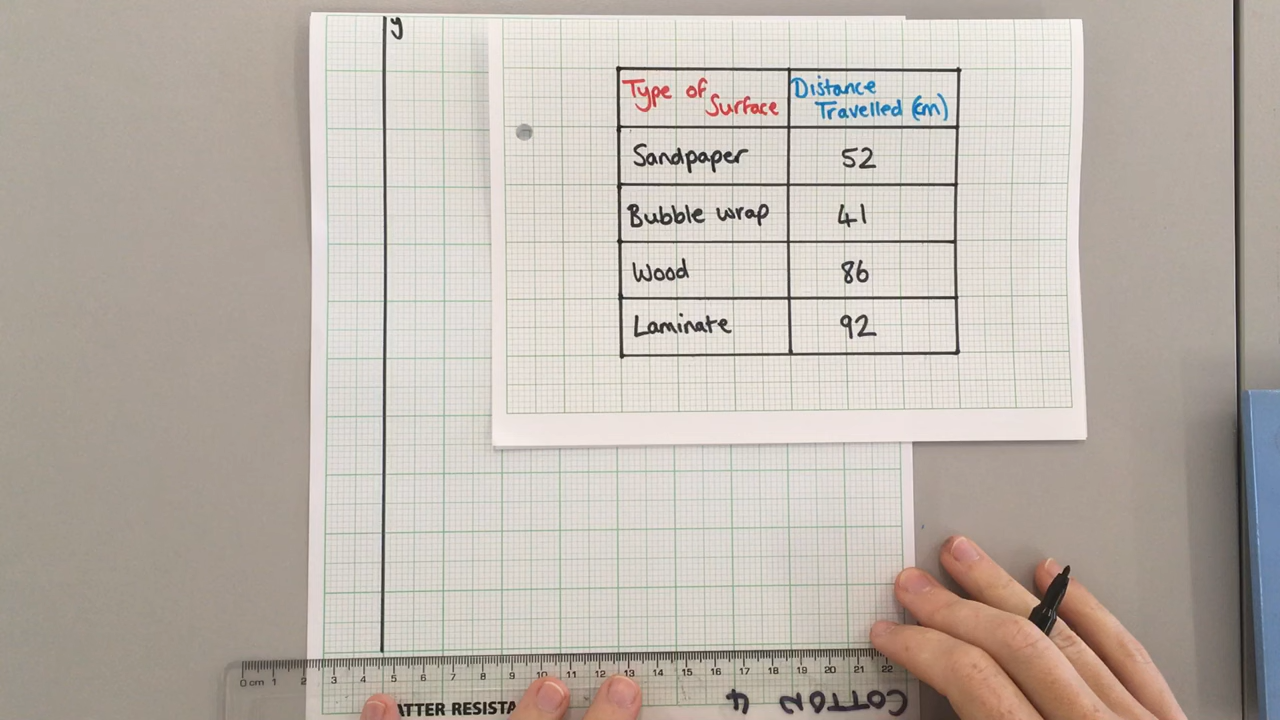 y
Type of Surface
Distance Travelled (cm)
Sandpaper 52
Bubble wrap 41
Wood 86
Laminate 92
0 cm 1 2 3 4 5 6 7 8 9 10 11 12 13 14 15 16 17 18 19 20 21 22
ATTER RESISTA
COTTON 4